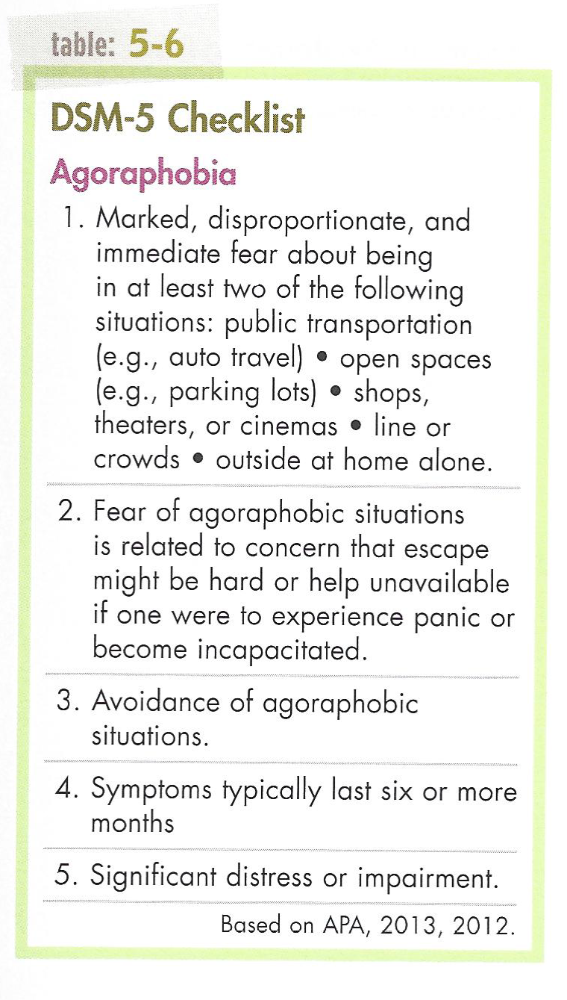 table: 5-6
DSM-5 Checklist
Agoraphobia
1. Marked, disproportionate, and
immediate fear about being
in at least two of the following
situations: public transportation
(e.g., auto travel) • open spaces
(e.g., parking lots) • shops,
theaters, or cinemas • line or
crowds • outside at home alone.
2. Fear of agoraphobic situations
is related to concern that escape
might be hard or help unavailable
if one were to experience panic or
become incapacitated.
3. Avoidance of agoraphobic
situations.
4. Symptoms typically last six or more
months
5. Significant distress or impairment.
Based on APA, 2013, 2012.